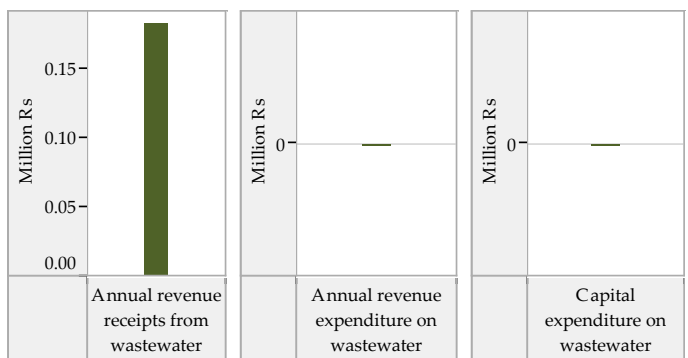 Million Rs
0.15
0.10
0.05
0.00
Annual revenue
receipts from
wastewater
Million Rs
0
Annual revenue
expenditure on
wastewater
Million Rs
0
Capital
expenditure on
wastewater